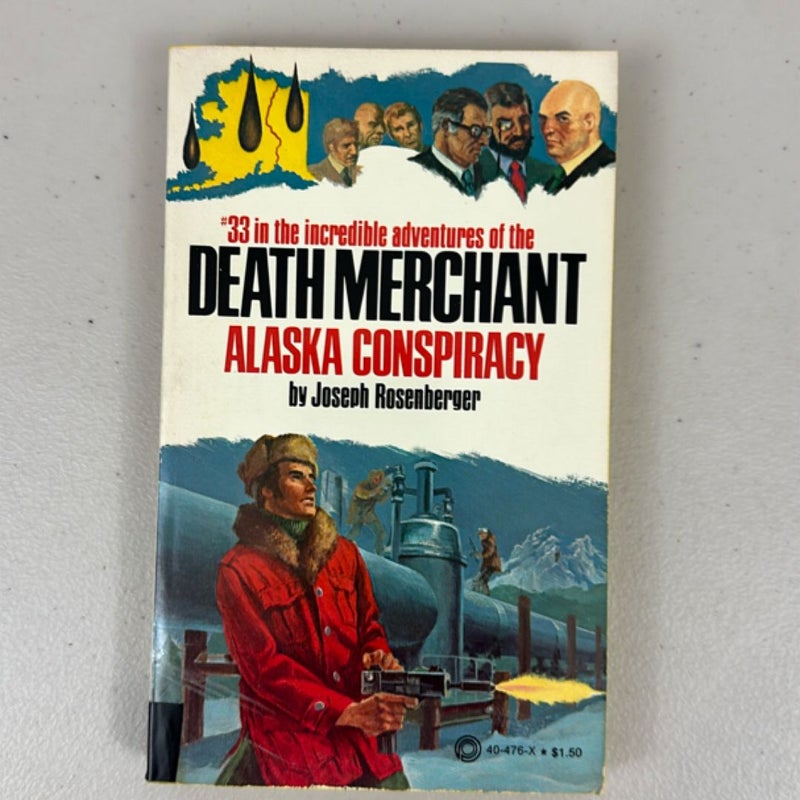 #33 in the incredible adventures of the
DEATH MERCHANT
ALASKA CONSPIRACY
by Joseph Rosenberger
40-476-X ★ $1.50